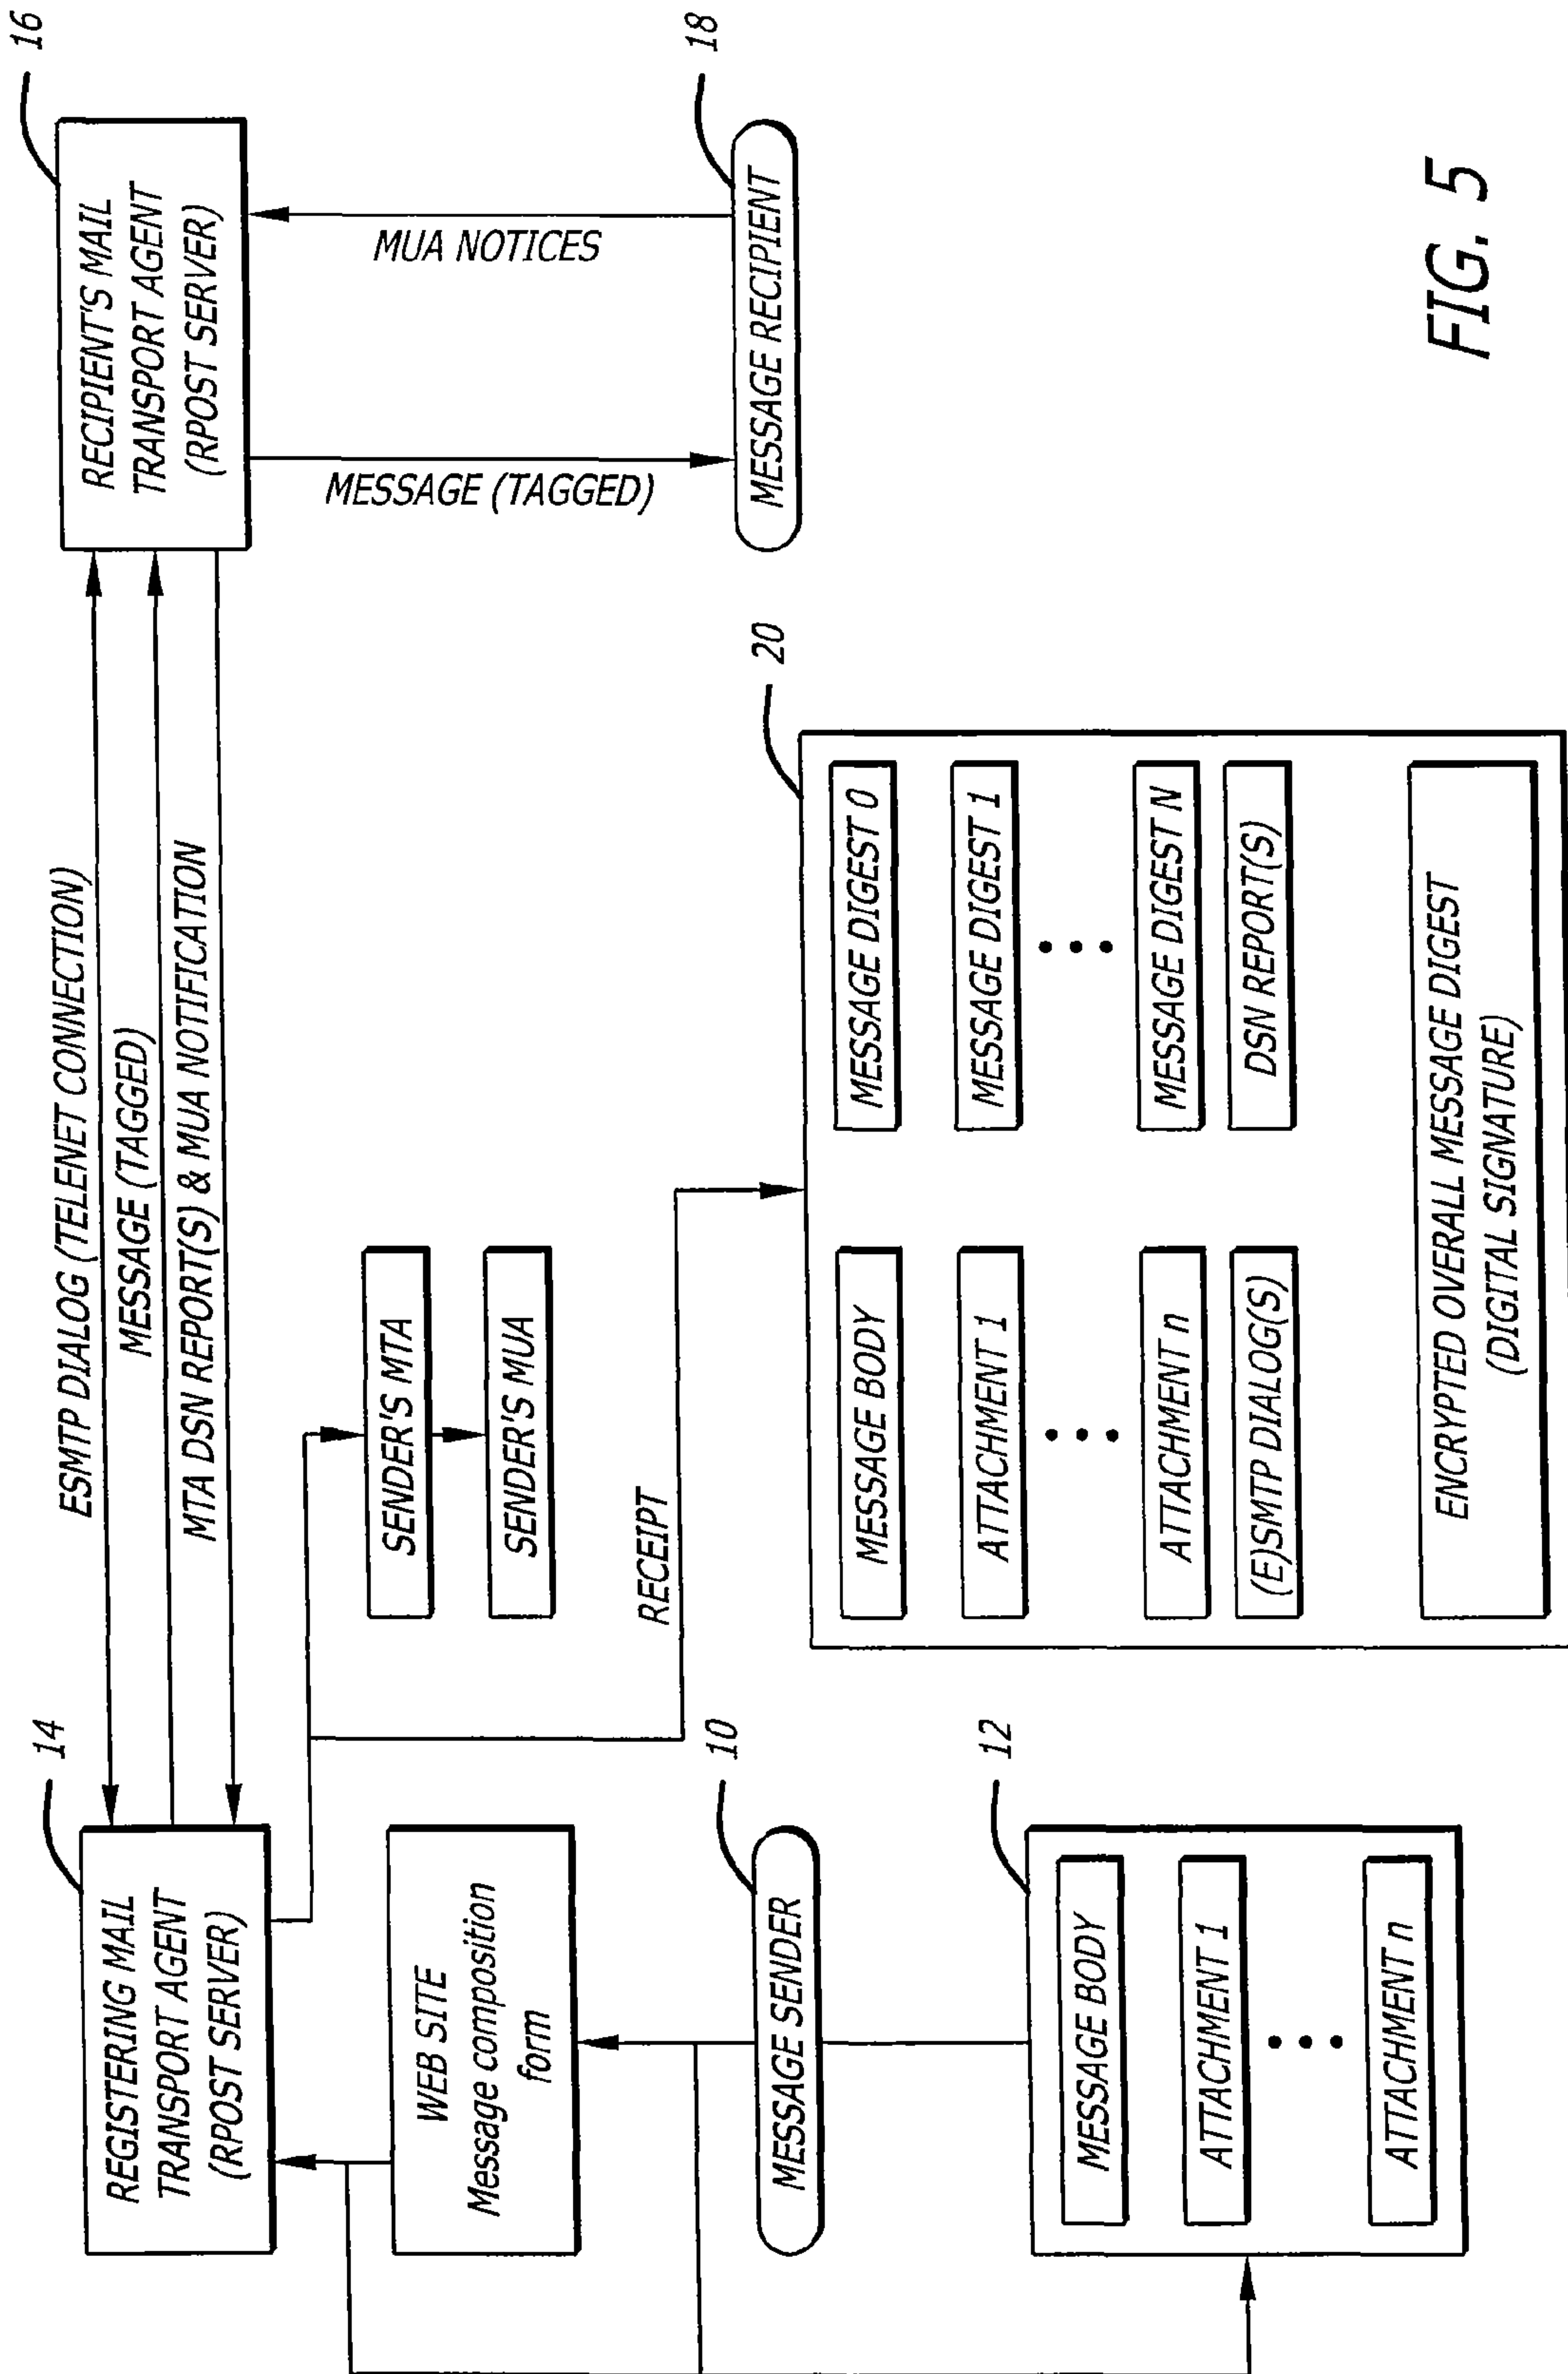 14
REGISTERING MAIL
TRANSPORT AGENT
(RPOST SERVER)
ESMTP DIALOG (TELENET CONNECTION)
MESSAGE (TAGGED)
MTA DSN REPORT(S) & MUA NOTIFICATION
16
RECIPIENT'S MAIL
TRANSPORT AGENT
(RPOST SERVER)
WEB SITE
Message composition
form
SENDER'S MTA
SENDER'S MUA
MESSAGE (TAGGED)
MUA NOTICES
RECEIPT
10
MESSAGE SENDER
18
MESSAGE RECIPIENT
12
MESSAGE BODY
ATTACHMENT 1
ATTACHMENT n
20
MESSAGE BODY
MESSAGE DIGEST 0
ATTACHMENT 1
MESSAGE DIGEST 1
ATTACHMENT n
MESSAGE DIGEST N
(E)SMTP DIALOG(S)
DSN REPORT(S)
ENCRYPTED OVERALL MESSAGE DIGEST
(DIGITAL SIGNATURE)
FIG. 5